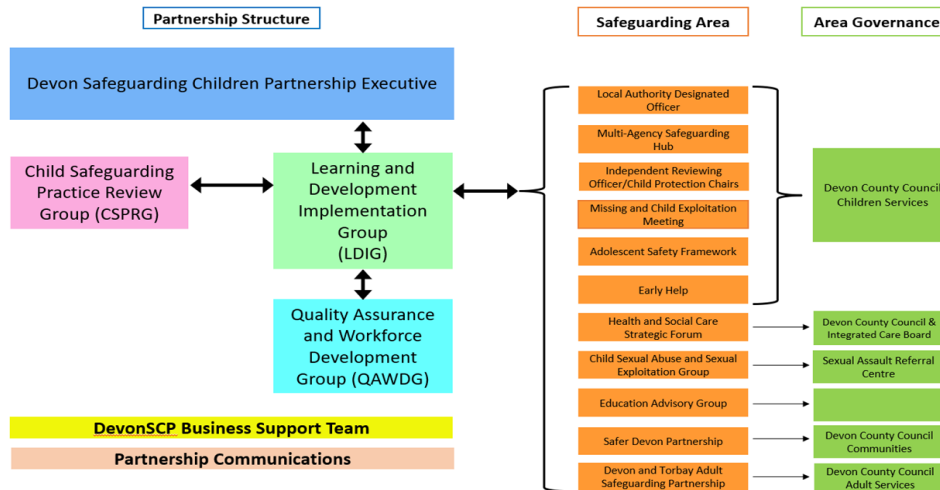 Partnership Structure
Safeguarding Area
Area Governance
Devon Safeguarding Children Partnership Executive
Child Safeguarding
Practice Review
Group (CSPRG)
Learning and
Development
Implementation
Group
(LDIG)
Quality Assurance
and Workforce
Development
Group (QAWDG)
DevonSCP Business Support Team
Partnership Communications
Local Authority Designated
Officer
Multi-Agency Safeguarding
Hub
Independent Reviewing
Officer/Child Protection Chairs
Missing and Child Exploitation
Meeting
Adolescent Safety Framework
Early Help
Health and Social Care
Strategic Forum
Child Sexual Abuse and Sexual
Exploitation Group
Education Advisory Group
Safer Devon Partnership
Devon and Torbay Adult
Safeguarding Partnership
Devon County Council
Children Services
Devon County Council &
Integrated Care Board
Sexual Assault Referral
Centre
Devon County Council
Communities
Devon County Council
Adult Services